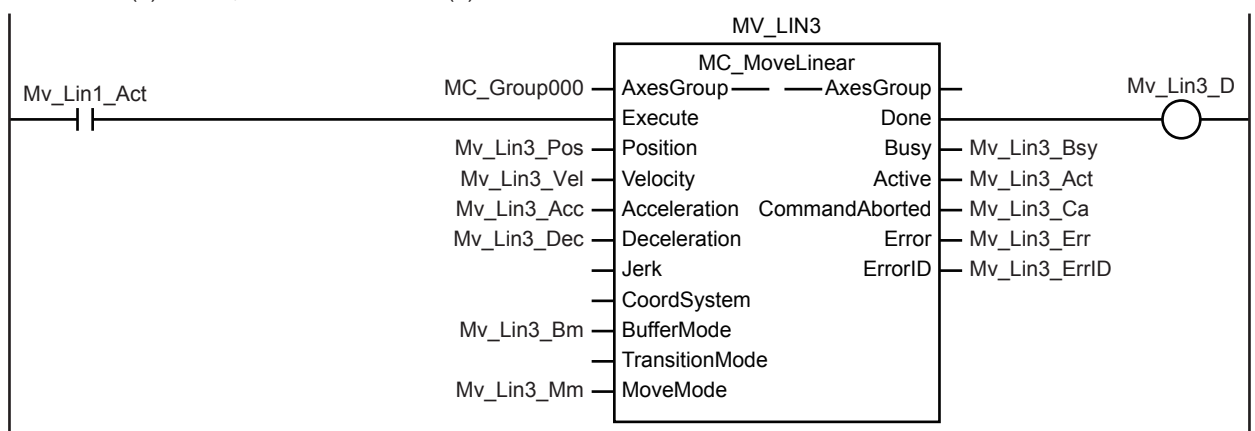 MV_LIN3
MC_MoveLinear
Mv_Lin1_Act
MC_Group000 AxesGroup AxesGroup
Mv_Lin3_D
Execute Done
Mv_Lin3_Pos Position Busy Mv_Lin3_Bsy
Mv_Lin3_Vel Velocity Active Mv_Lin3_Act
Mv_Lin3_Acc Acceleration CommandAborted Mv_Lin3_Ca
Mv_Lin3_Dec Deceleration Error Mv_Lin3_Err
Jerk ErrorID Mv_Lin3_ErrID
CoordSystem
Mv_Lin3_Bm BufferMode
TransitionMode
Mv_Lin3_Mm MoveMode